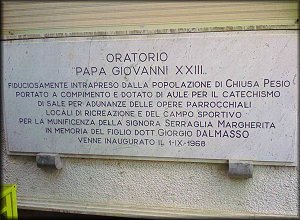 ORATORIO
"PAPA GIOVANNI XXIII"
FIDUCIOSAMENTE INTRAPRESO DALLA POPOLAZIONE DI CHIUSA PESIO
PORTATO A COMPIMENTO E DOTATO DI AULE PER IL CATECHISMO
DI SALE PER ADUNANZE DELLE OPERE PARROCCHIALI
LOCALI DI RICREAZIONE E DEL CAMPO SPORTIVO
PER LA MUNIFICENZA DELLA SIGNORA SERRAGLIA MARGHERITA
IN MEMORIA DEL FIGLIO DOTT GIORGIO DALMASSO
VENNE INAUGURATO IL 1-IX-1968